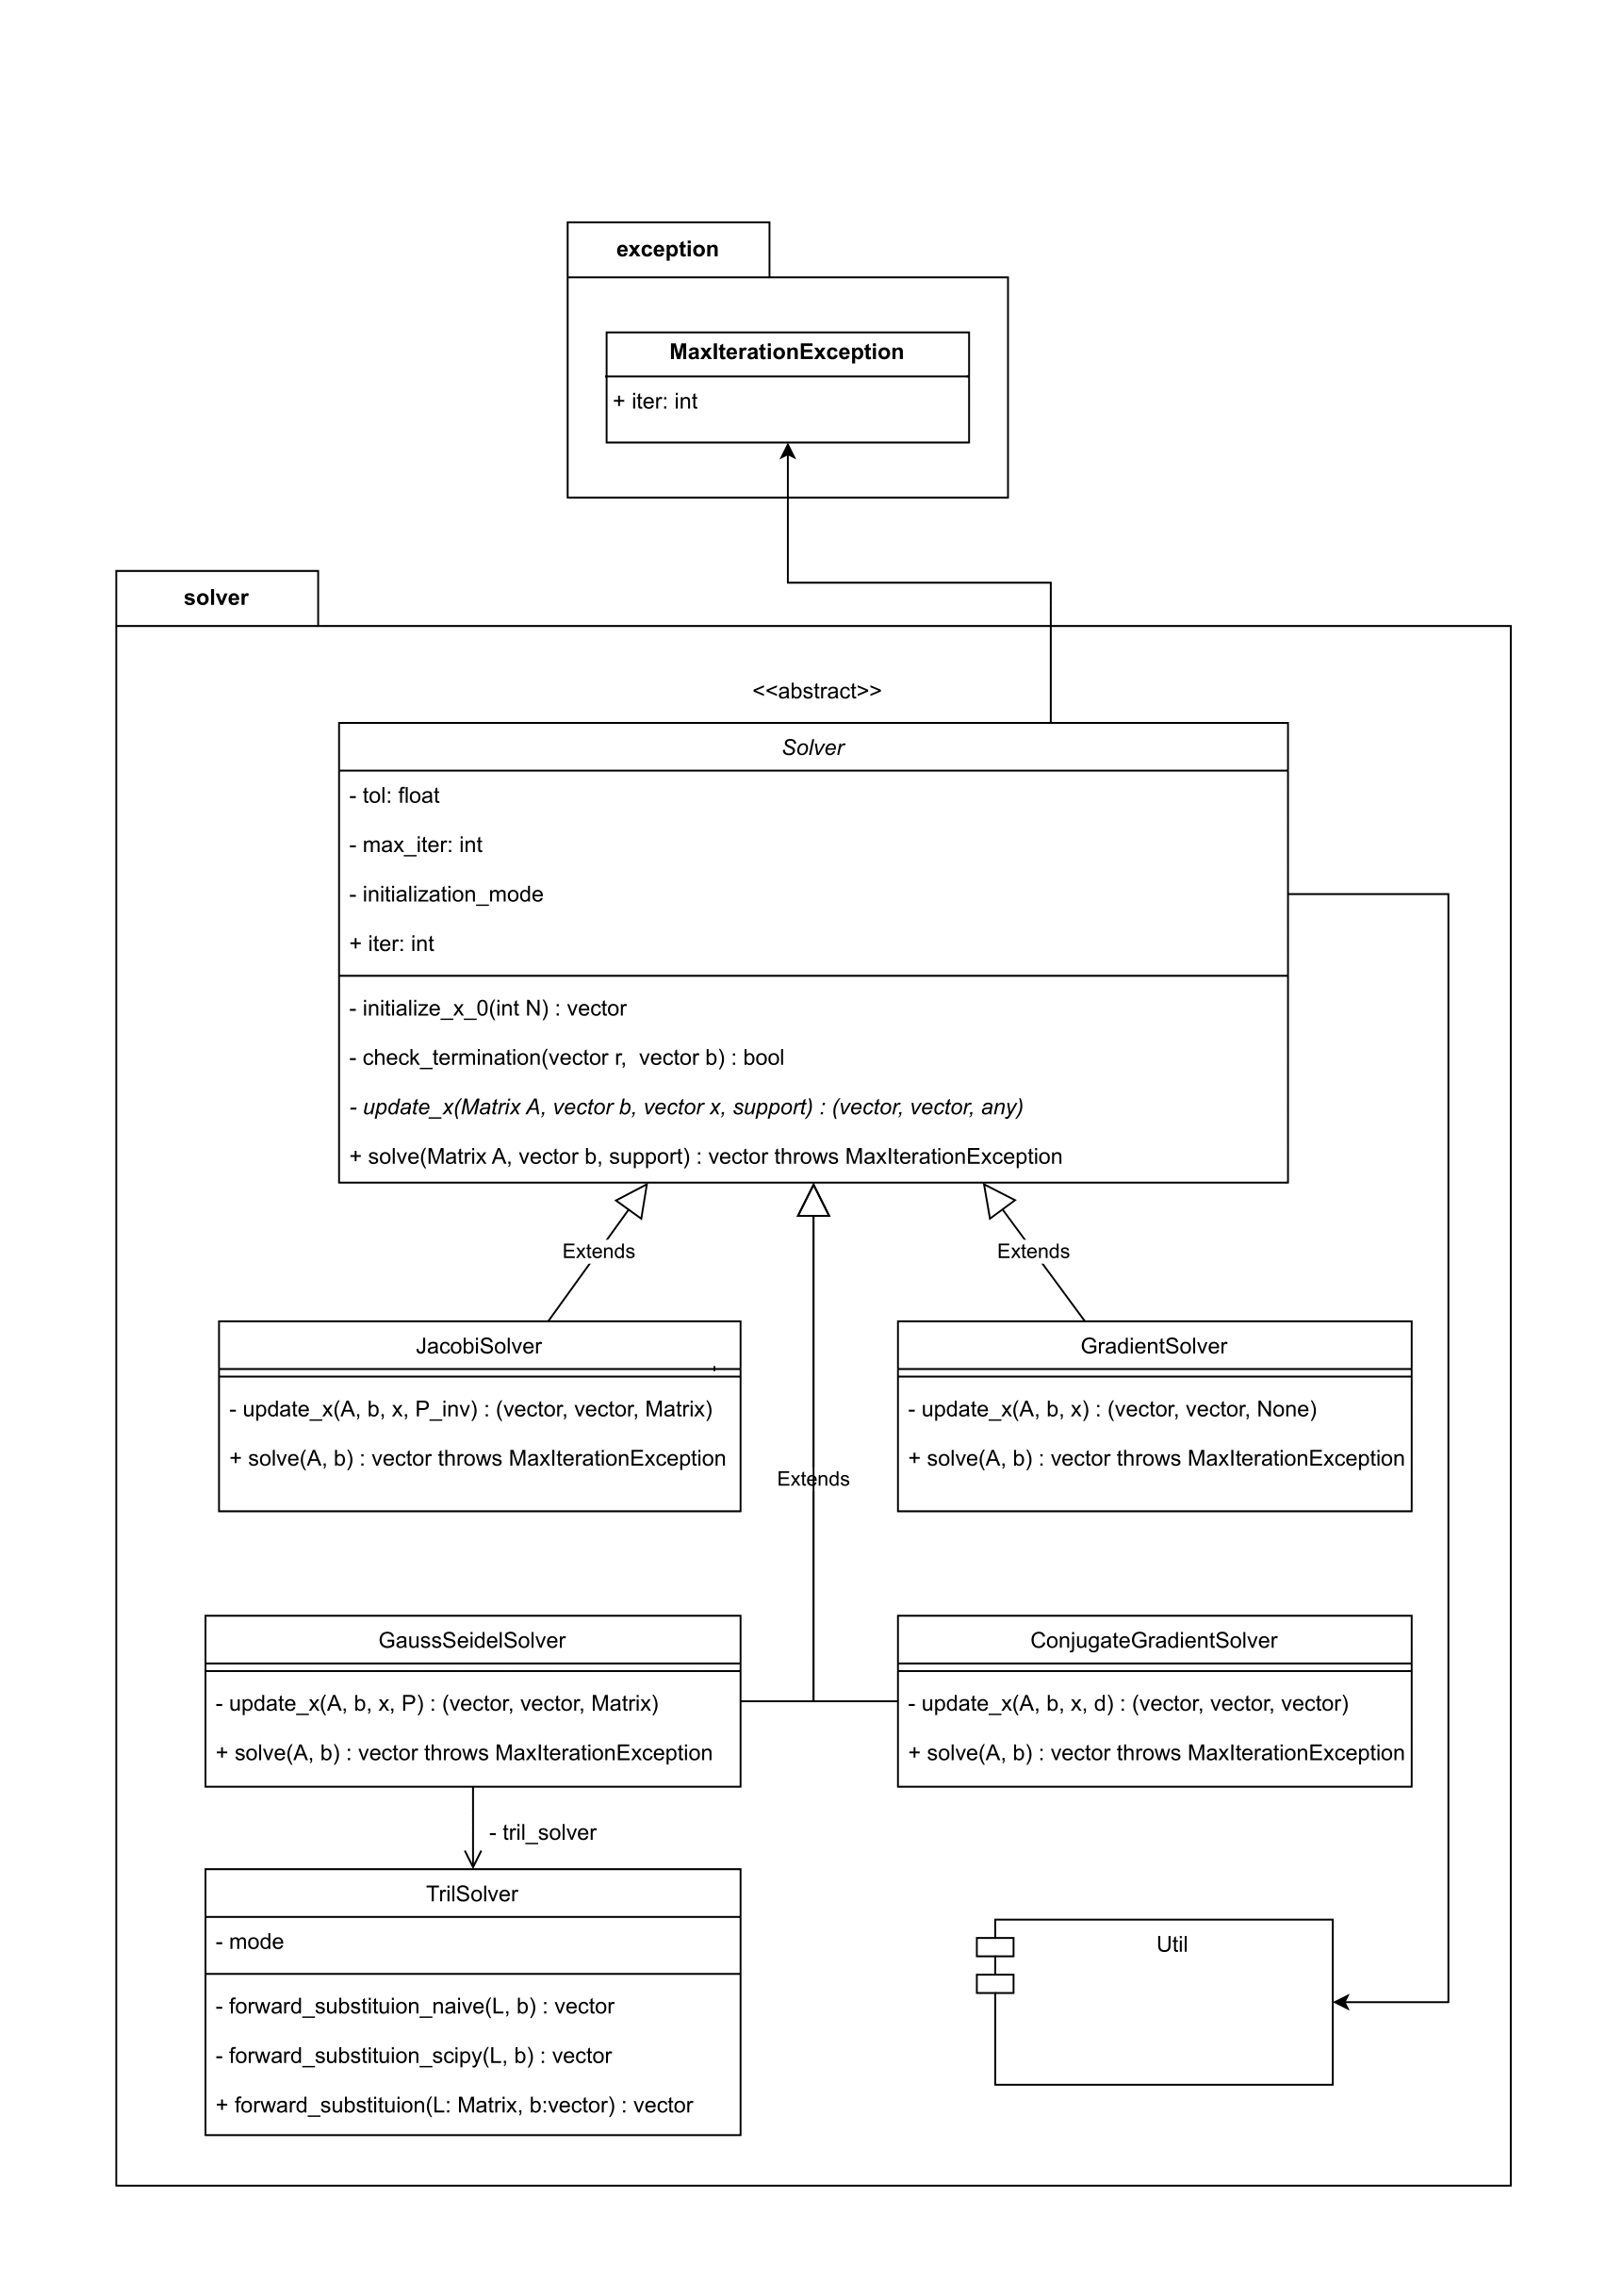 exception
MaxIterationException
+ iter: int
solver
<<abstract>>
Solver
- tol: float
- max_iter: int
- initialization_mode
+ iter: int
- initialize_x_0(int N) : vector
- check_termination(vector r,  vector b) : bool
- update_x(Matrix A, vector b, vector x, support) : (vector, vector, any)
+ solve(Matrix A, vector b, support) : vector throws MaxIterationException
Extends
Extends
JacobiSolver
- update_x(A, b, x, P_inv) : (vector, vector, Matrix)
+ solve(A, b) : vector throws MaxIterationException
GradientSolver
- update_x(A, b, x) : (vector, vector, None)
+ solve(A, b) : vector throws MaxIterationException
Extends
GaussSeidelSolver
- update_x(A, b, x, P) : (vector, vector, Matrix)
+ solve(A, b) : vector throws MaxIterationException
ConjugateGradientSolver
- update_x(A, b, x, d) : (vector, vector, vector)
+ solve(A, b) : vector throws MaxIterationException
- tril_solver
TrilSolver
- mode
- forward_substituion_naive(L, b) : vector
- forward_substituion_scipy(L, b) : vector
+ forward_substituion(L: Matrix, b:vector) : vector
Util